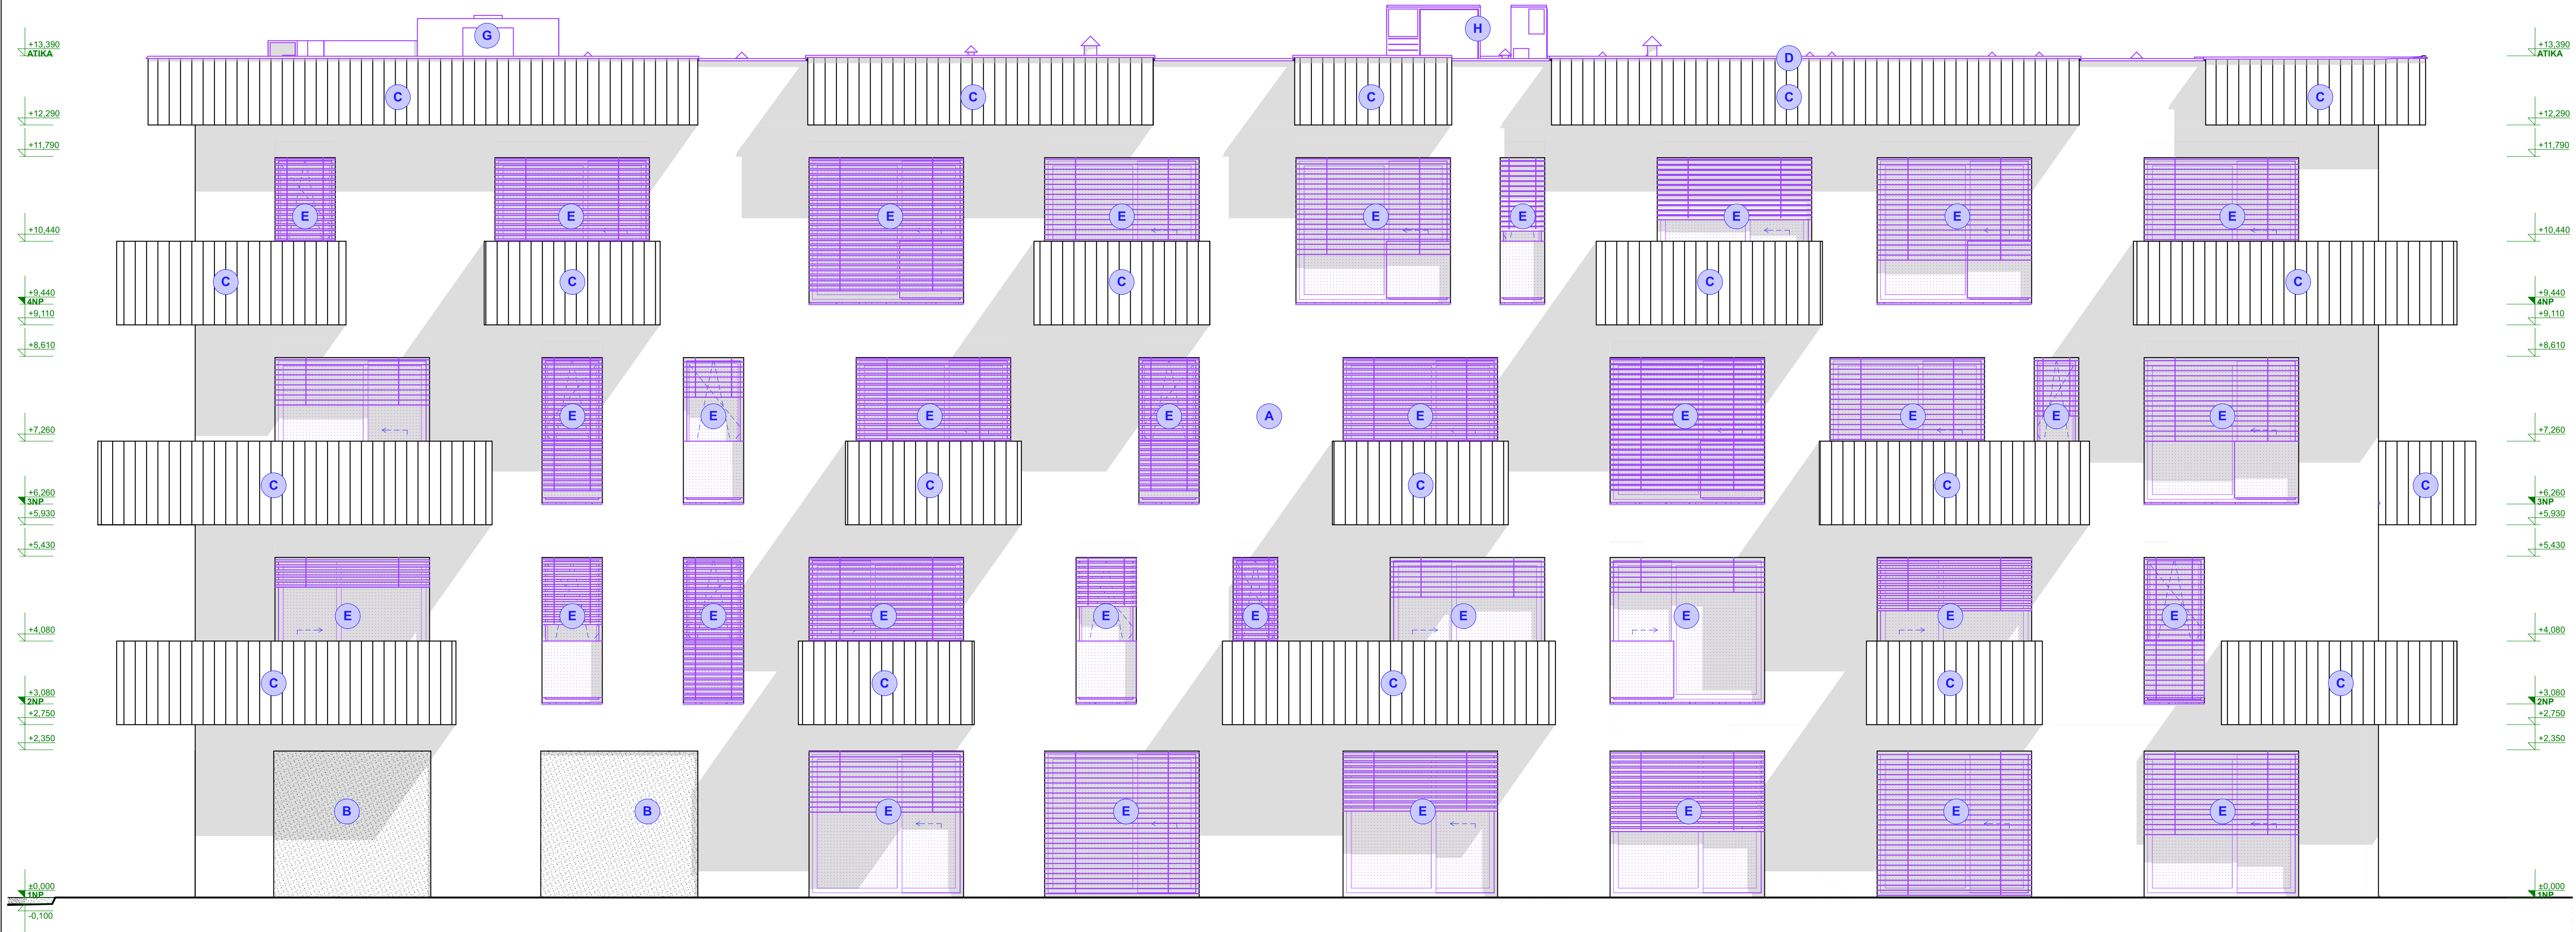 G
H
+13,390
ATIKA
D
+13,390
ATIKA
C
C
C
C
C
+12,290
+12,290
+11,790
+11,790
E
E
E
E
E
E
E
E
E
+10,440
+10,440
C
C
C
C
C
+9,440
4NP
+9,440
4NP
+9,110
+9,110
+8,610
+8,610
E
E
E
E
A
E
E
E
E
E
+7,260
+7,260
C
C
C
C
C
+6,260
3NP
+6,260
3NP
+5,930
+5,930
+5,430
+5,430
E
E
E
E
E
E
E
E
E
E
+4,080
+4,080
C
C
C
C
C
+3,080
2NP
+3,080
2NP
+2,750
+2,750
+2,350
+2,350
B
B
E
E
E
E
E
E
±0,000
1NP
±0,000
1NP
-0,100